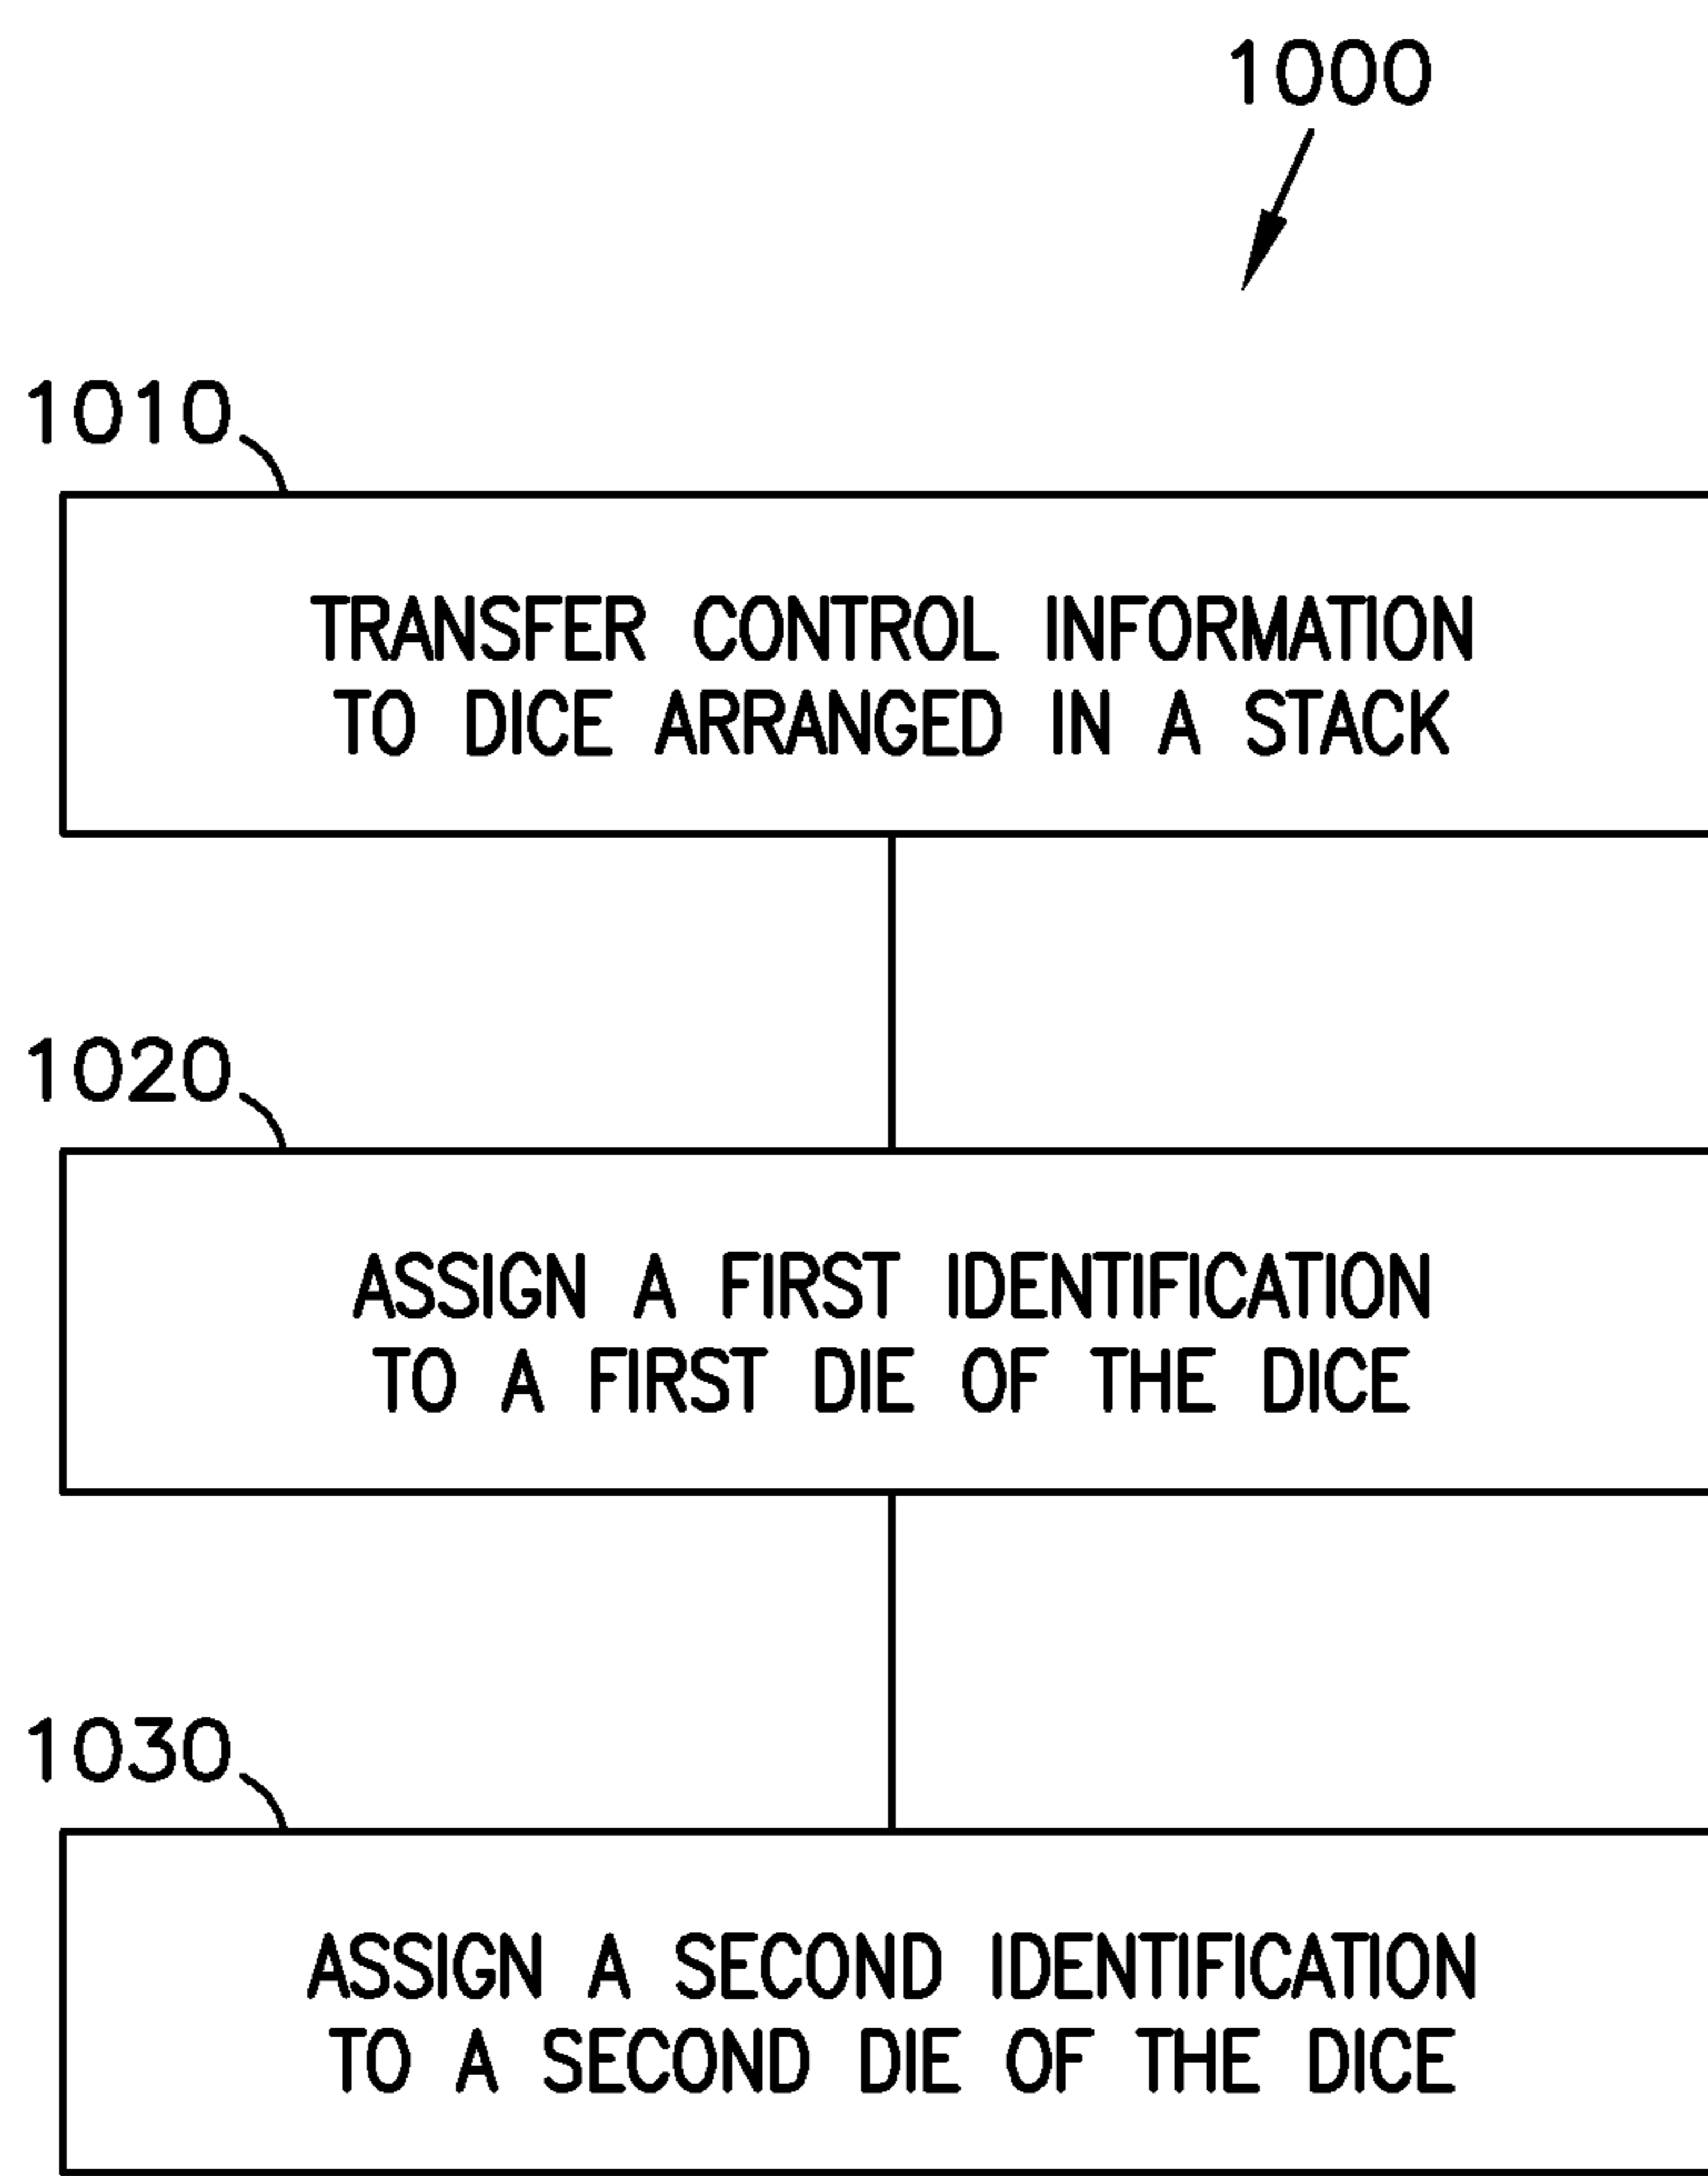 1000
1010
TRANSFER CONTROL INFORMATION
TO DICE ARRANGED IN A STACK
1020
ASSIGN A FIRST IDENTIFICATION
TO A FIRST DIE OF THE DICE
1030
ASSIGN A SECOND IDENTIFICATION
TO A SECOND DIE OF THE DICE